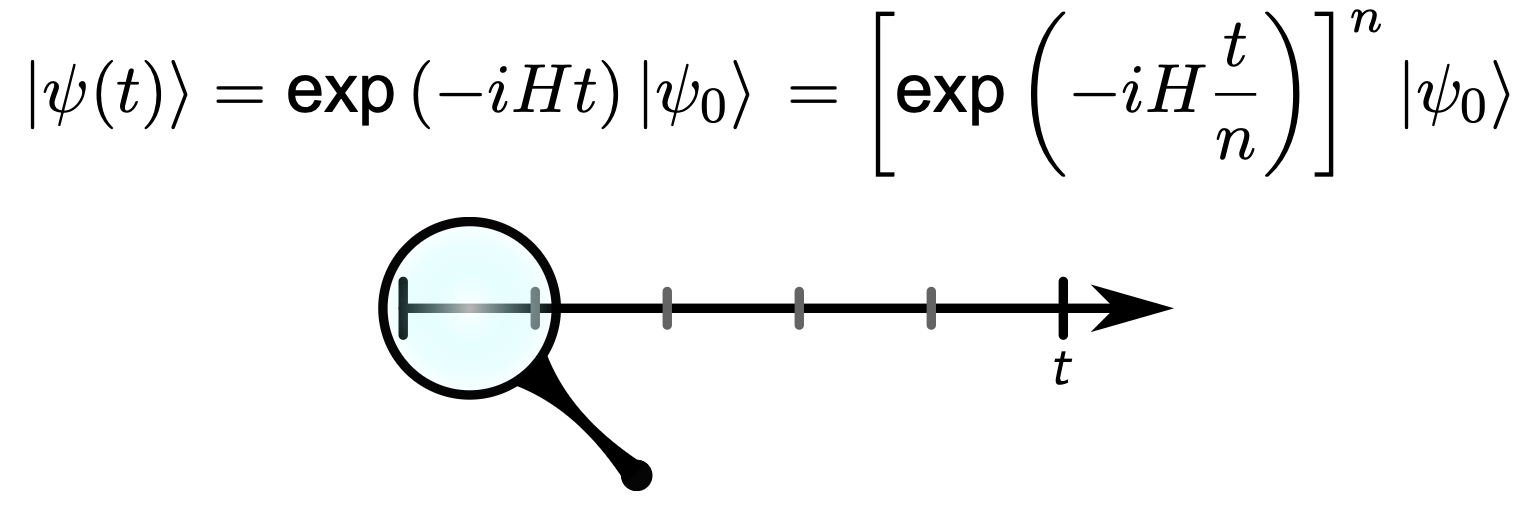 |ψ(t)⟩ = exp (−iHt) |ψ₀⟩ = [exp (−iH t/n)]ⁿ |ψ₀⟩
t